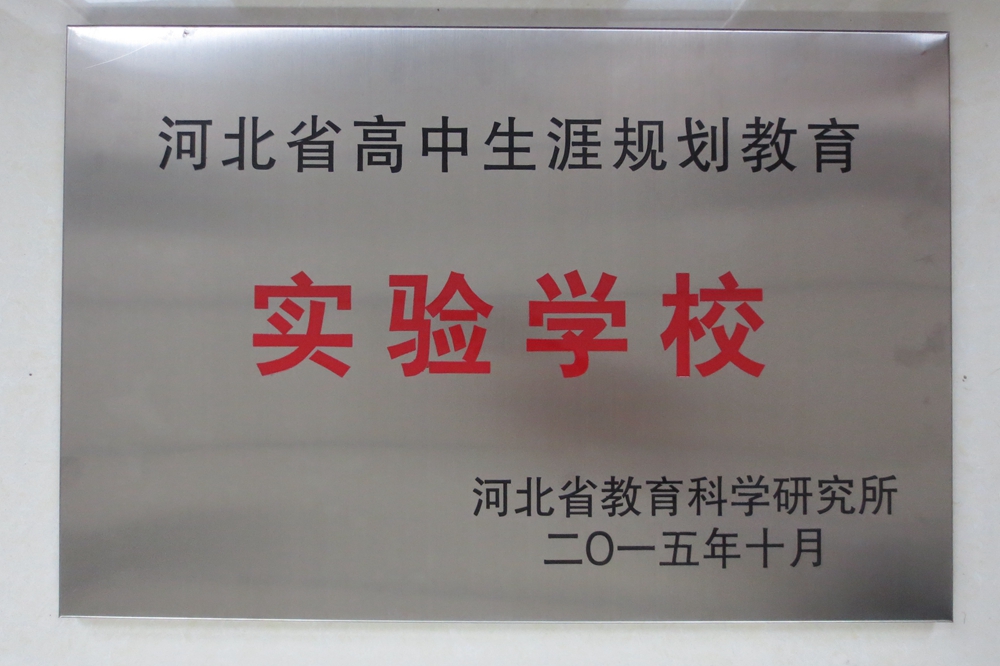 河北省高中生涯规划教育
实验学校
河北省教育科学研究所
二〇一五年十月